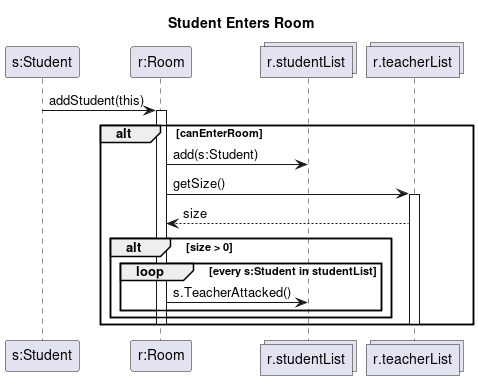 Student Enters Room
s:Student
r:Room
r.studentList
r.teacherList
addStudent(this)
alt
[canEnterRoom]
add(s:Student)
getSize()
size
alt
[size > 0]
loop
[every s:Student in studentList]
s.TeacherAttacked()
s:Student
r:Room
r.studentList
r.teacherList